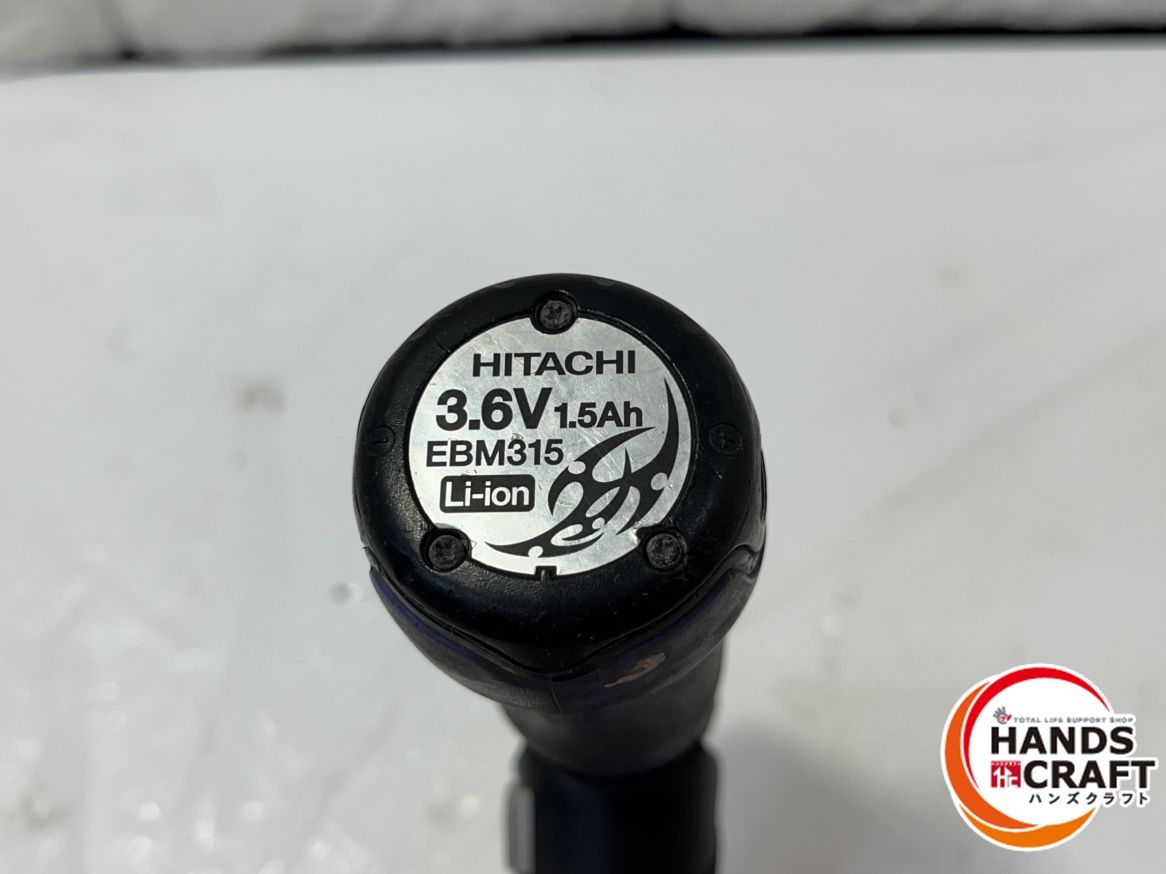 HITACHI
3.6V 1.5Ah
EBM315
Li-ion
TOTAL LIFE SUPPORT SHOP
HANDS
CRAFT
ハンズクラフト